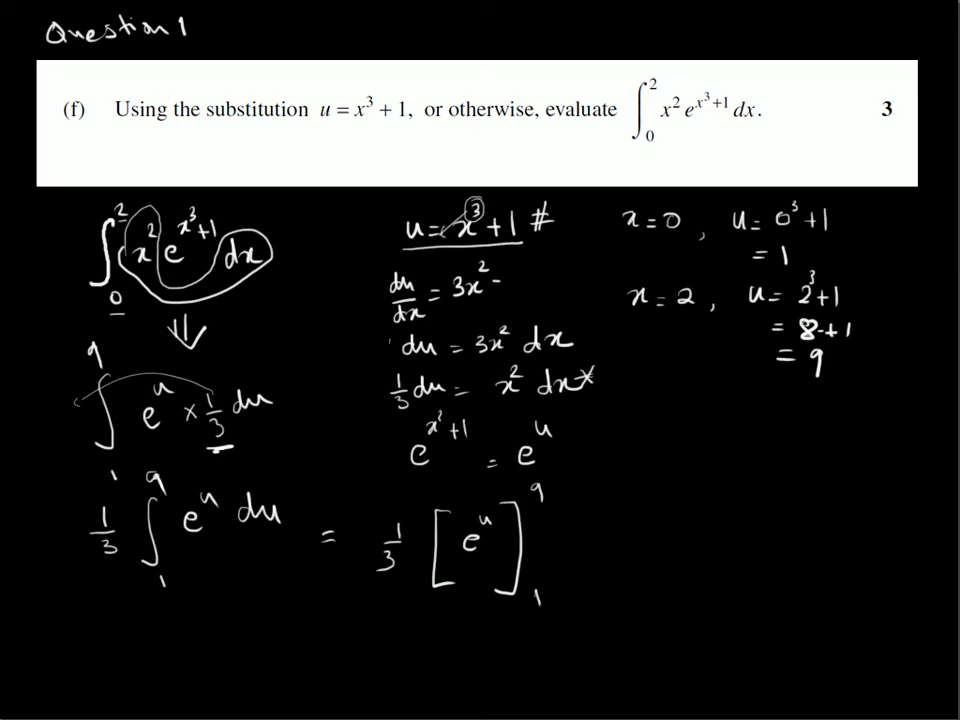 Question 1
(f) Using the substitution u = x³ + 1, or otherwise, evaluate ∫₀² x² e^(x³+1) dx. 3
∫₀² x² e^(x³+1) dx
⇓
∫₁⁹ e^u × 1/3 du
1/3 ∫₁⁹ e^u du = 1/3 [e^u]₁⁹
u = x³ + 1 #
du/dx = 3x²
du = 3x² dx
1/3 du = x² dx *
e^(x³+1) = e^u
x = 0, u = 0³ + 1
= 1
x = 2, u = 2³ + 1
= 8 + 1
= 9